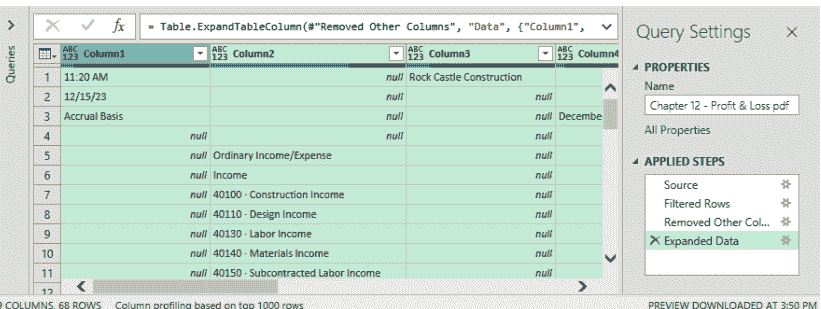 fx = Table.ExpandTableColumn(#"Removed Other Columns", "Data", {"Column1",
Queries
ABC 123 Column1 ABC 123 Column2 ABC 123 Column3 ABC 123 Column4
1 11:20 AM null Rock Castle Construction
2 12/15/23 null null
3 Accrual Basis null null Decembe
4 null null null
5 null Ordinary Income/Expense null
6 null Income null
7 null 40100 · Construction Income null
8 null 40110 · Design Income null
9 null 40130 · Labor Income null
10 null 40140 · Materials Income null
11 null 40150 · Subcontracted Labor Income null
12
Query Settings
PROPERTIES
Name
Chapter 12 - Profit & Loss pdf
All Properties
APPLIED STEPS
Source
Filtered Rows
Removed Other Col...
Expanded Data
9 COLUMNS, 68 ROWS Column profiling based on top 1000 rows PREVIEW DOWNLOADED AT 3:50 PM